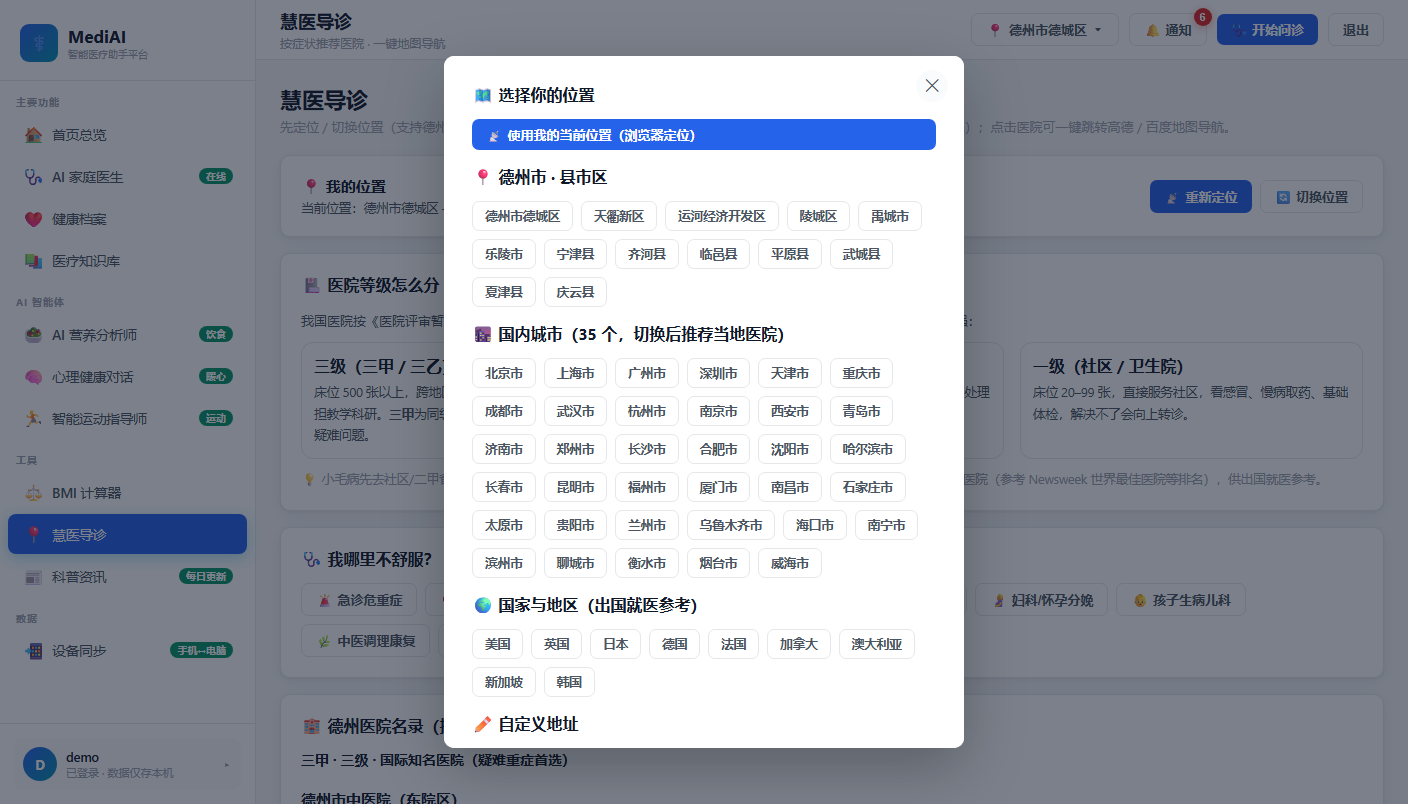 MediAI
智能医疗助手平台
主要功能
首页总览
AI 家庭医生
在线
健康档案
医疗知识库
AI 智能体
AI 营养分析师
饮食
心理健康对话
暖心
智能运动指导师
运动
工具
BMI 计算器
慧医导诊
科普资讯
每日更新
数据
设备同步
手机↔电脑
D
demo
已登录 · 数据仅存本机
慧医导诊
按症状推荐医院 · 一键地图导航
德州市德城区
通知
6
开始问诊
退出
慧医导诊
先定位 / 切换位置（支持德州
）；点击医院可一键跳转高德 / 百度地图导航。
我的位置
当前位置：德州市德城区
重新定位
切换位置
医院等级怎么分
我国医院按《医院评审暂
三级（三甲 / 三乙
床位 500 张以上，跨地
担教学科研。三甲为同
疑难问题。
处理
一级（社区 / 卫生院）
床位 20–99 张，直接服务社区，看感冒、慢病取药、基础
体检，解决不了会向上转诊。
小毛病先去社区/二甲
医院（参考 Newsweek 世界最佳医院等排名），供出国就医参考。
我哪里不舒服？
急诊危重症
妇科/怀孕分娩
孩子生病儿科
中医调理康复
德州医院名录（
三甲 · 三级 · 国际知名医院（疑难重症首选）
德州市中医院（东院区）
选择你的位置
使用我的当前位置（浏览器定位）
德州市 · 县市区
德州市德城区
天衢新区
运河经济开发区
陵城区
禹城市
乐陵市
宁津县
齐河县
临邑县
平原县
武城县
夏津县
庆云县
国内城市（35 个，切换后推荐当地医院）
北京市
上海市
广州市
深圳市
天津市
重庆市
成都市
武汉市
杭州市
南京市
西安市
青岛市
济南市
郑州市
长沙市
合肥市
沈阳市
哈尔滨市
长春市
昆明市
福州市
厦门市
南昌市
石家庄市
太原市
贵阳市
兰州市
乌鲁木齐市
海口市
南宁市
滨州市
聊城市
衡水市
烟台市
威海市
国家与地区（出国就医参考）
美国
英国
日本
德国
法国
加拿大
澳大利亚
新加坡
韩国
自定义地址